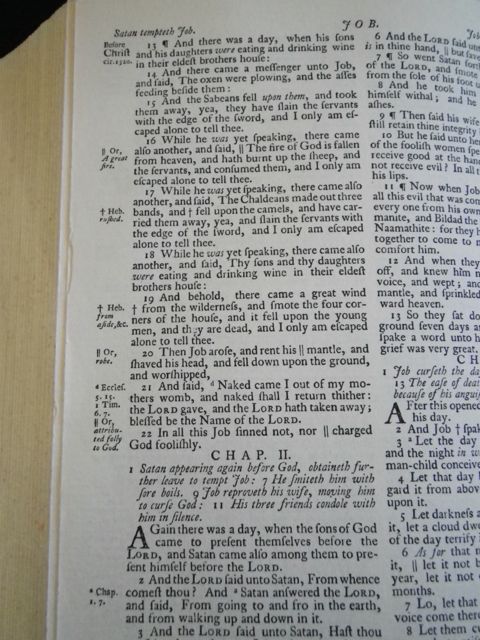 Satan tempteth Job.
J O B.
Before
Chriſt
cir. 1520.
|| Or,
A great
fire.
† Heb.
ruſhed.
† Heb.
from
aſide, &c.
|| Or,
robe.
ᵈ Eccleſ.
5. 15.
1 Tim.
6. 7.
|| Or,
attribu-
ted folly
to God.
ᵃ Chap.
1. 7.
13 ¶ And there was a day, when his ſons
and his daughters were eating and drinking wine
in their eldeſt brothers houſe:
14 And there came a meſſenger unto Job,
and ſaid, The oxen were plowing, and the aſſes
feeding beſide them:
15 And the Sabeans fell upon them, and took
them away, yea, they have ſlain the ſervants
with the edge of the ſword, and I only am eſ-
caped alone to tell thee.
16 While he was yet ſpeaking, there came
alſo another, and ſaid, || The fire of God is fallen
from heaven, and hath burnt up the ſheep, and
the ſervants, and conſumed them, and I only am
eſcaped alone to tell thee.
17 While he was yet ſpeaking, there came alſo
another, and ſaid, The Chaldeans made out three
bands, and † fell upon the camels, and have car-
ried them away, yea, and ſlain the ſervants with
the edge of the ſword, and I only am eſcaped
alone to tell thee.
18 While he was yet ſpeaking, there came alſo
another, and ſaid, Thy ſons and thy daughters
were eating and drinking wine in their eldeſt
brothers houſe:
19 And behold, there came a great wind
† from the wilderneſs, and ſmote the four cor-
ners of the houſe, and it fell upon the young
men, and they are dead, and I only am eſcaped
alone to tell thee.
20 Then Job aroſe, and rent his || mantle, and
ſhaved his head, and fell down upon the ground,
and worſhipped,
21 And ſaid, ᵈ Naked came I out of my mo-
thers womb, and naked ſhall I return thither:
the LORD gave, and the LORD hath taken away;
bleſſed be the Name of the LORD.
22 In all this Job ſinned not, nor || charged
God fooliſhly.
CHAP. II.
1 Satan appearing again before God, obtaineth fur-
ther leave to tempt Job: 7 He ſmiteth him with
ſore boils. 9 Job reproveth his wife, moving him
to curſe God: 11 His three friends condole with
him in ſilence.
AGain there was a day, when the ſons of God
came to preſent themſelves before the
LORD, and Satan came alſo among them to pre-
ſent himſelf before the LORD.
2 And the LORD ſaid unto Satan, From whence
comeſt thou? And ᵃ Satan anſwered the LORD,
and ſaid, From going to and fro in the earth,
and from walking up and down in it.
3 And the LORD ſaid unto Satan, Haſt thou
6 And the LORD ſaid
is in thine hand, || but
7 ¶ So went Satan
of the LORD, and ſmote
from the ſole of his foot
8 And he took him
himſelf withal; and he
aſhes.
9 ¶ Then ſaid his wife
ſtill retain thine integrity
10 But he ſaid unto her
of the fooliſh women
receive good at the hand
not receive evil? In all
his lips.
11 ¶ Now when Job
all this evil that was
every one from his own
manite, and Bildad the
Naamathite: for they
together to come to
comfort him.
12 And when they
off, and knew him
voice, and wept; and
mantle, and ſprinkled
ward heaven.
13 So they ſat
ground ſeven days
ſpake a word unto
grief was very great.
1 Job curſeth the
13 The eaſe of
becauſe of his
AFter this opened
his day.
2 And Job †
3 ᵃ Let the day
and the night in
man-child
4 Let that day
gard it from above
upon it.
5 Let darkneſs
it, let a cloud
of the day terrify
6 As for that
it, || let it not
year, let it not
months.
7 Lo, let that
voice come
8 Let them